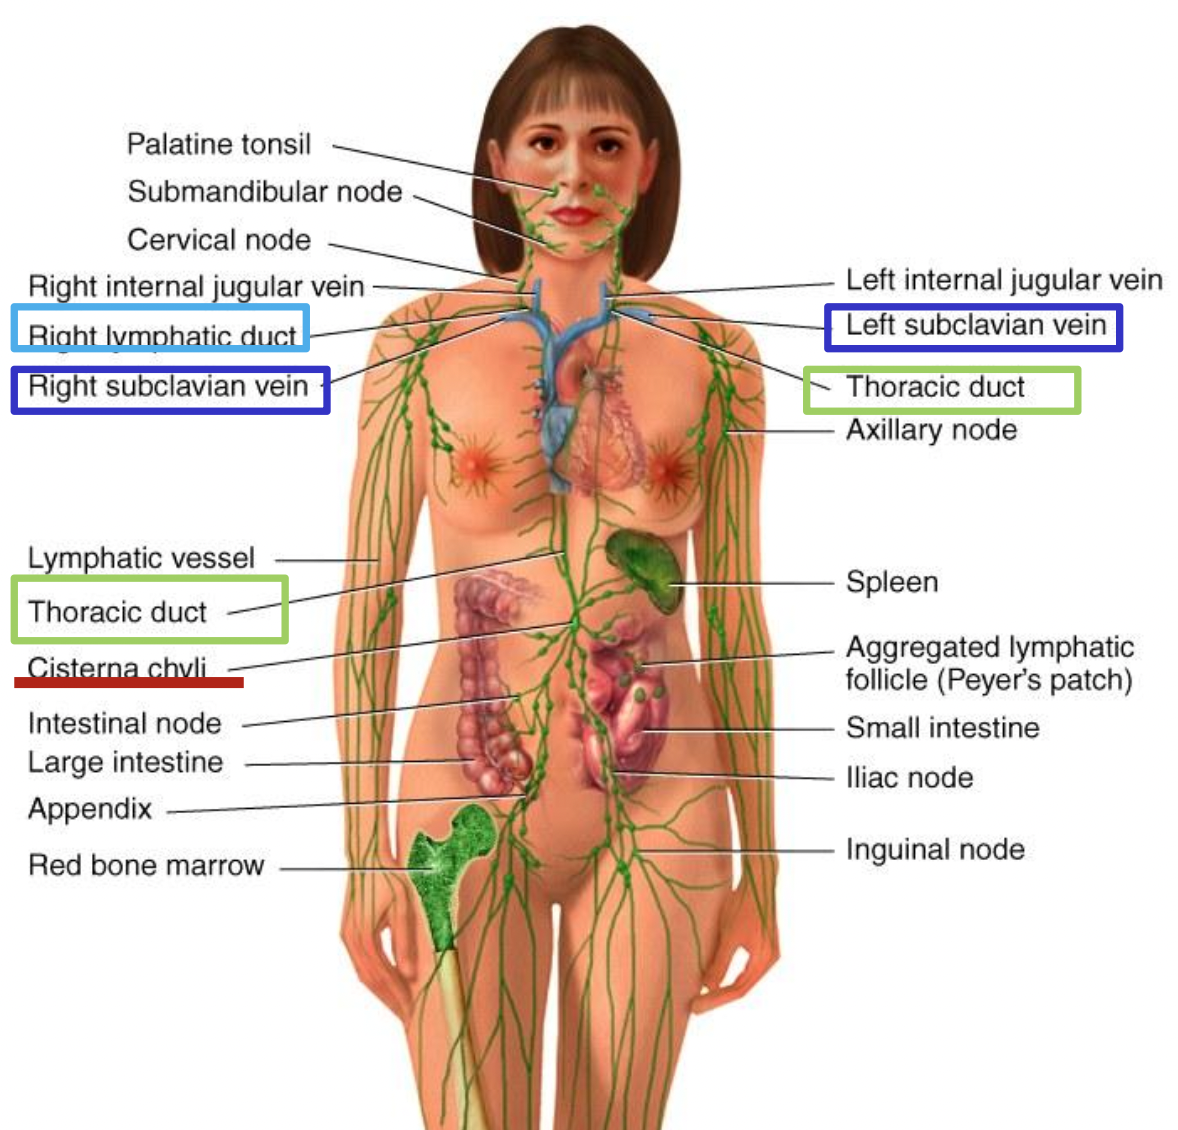 Palatine tonsil
Submandibular node
Cervical node
Right internal jugular vein
Right lymphatic duct
Right subclavian vein
Lymphatic vessel
Thoracic duct
Cisterna chyli
Intestinal node
Large intestine
Appendix
Red bone marrow
Left internal jugular vein
Left subclavian vein
Thoracic duct
Axillary node
Spleen
Aggregated lymphatic
follicle (Peyer's patch)
Small intestine
Iliac node
Inguinal node